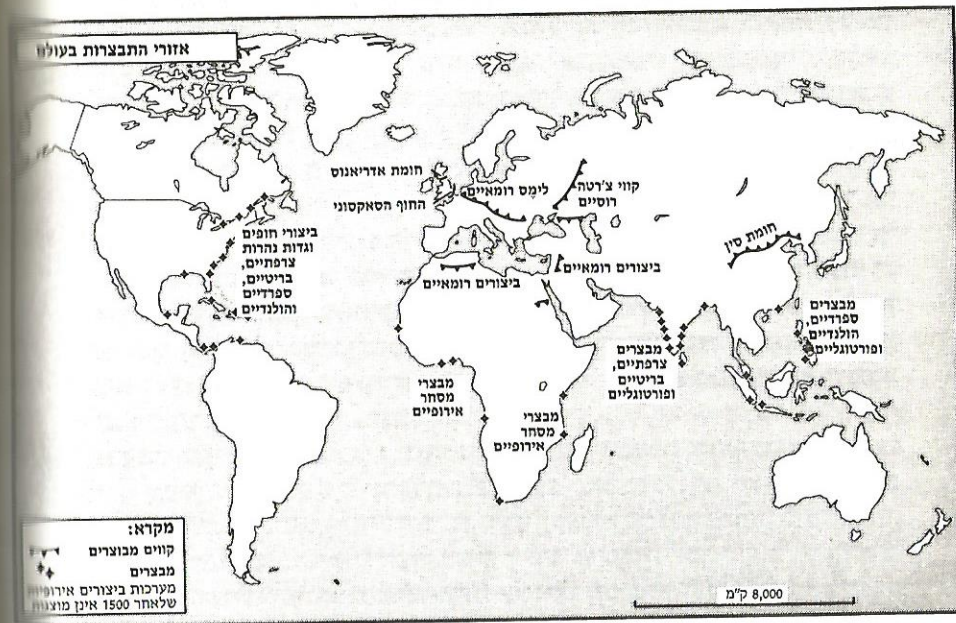 אזורי התבצרות בעולם
חומת אדריאנוס
החוף הסאקסוני
לימס רומאיים
קווי צ'רטה
רוסיים
חומת סין
ביצורי חופים
וגדות נהרות
צרפתיים,
בריטיים,
ספרדיים
והולנדיים
ביצורים רומאיים
ביצורים רומאיים
מבצרים
ספרדיים,
הולנדיים
ופורטוגליים
מבצרים
צרפתיים,
בריטיים
ופורטוגליים
מבצרי
מסחר
אירופיים
מבצרי
מסחר
אירופיים
מקרא:
קווים מבוצרים
מבצרים
מערכות ביצורים אירופיות
שלאחר 1500 אינן מוצגות
8,000 ק"מ